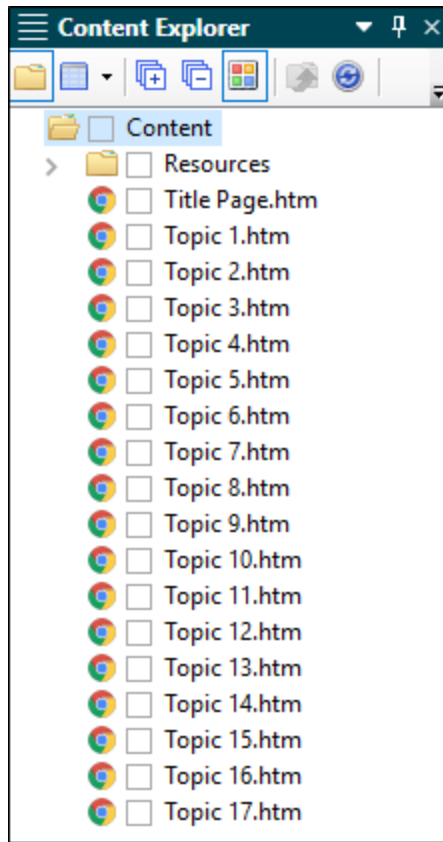 Content Explorer
Content
Resources
Title Page.htm
Topic 1.htm
Topic 2.htm
Topic 3.htm
Topic 4.htm
Topic 5.htm
Topic 6.htm
Topic 7.htm
Topic 8.htm
Topic 9.htm
Topic 10.htm
Topic 11.htm
Topic 12.htm
Topic 13.htm
Topic 14.htm
Topic 15.htm
Topic 16.htm
Topic 17.htm